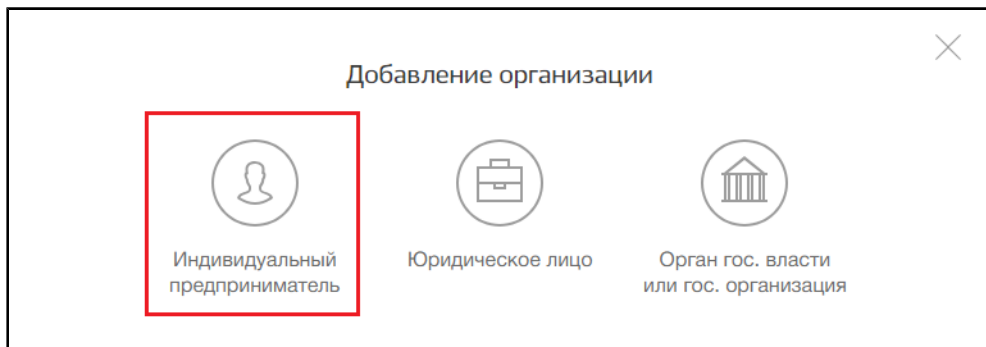 Добавление организации
Индивидуальный
предприниматель
Юридическое лицо
Орган гос. власти
или гос. организация